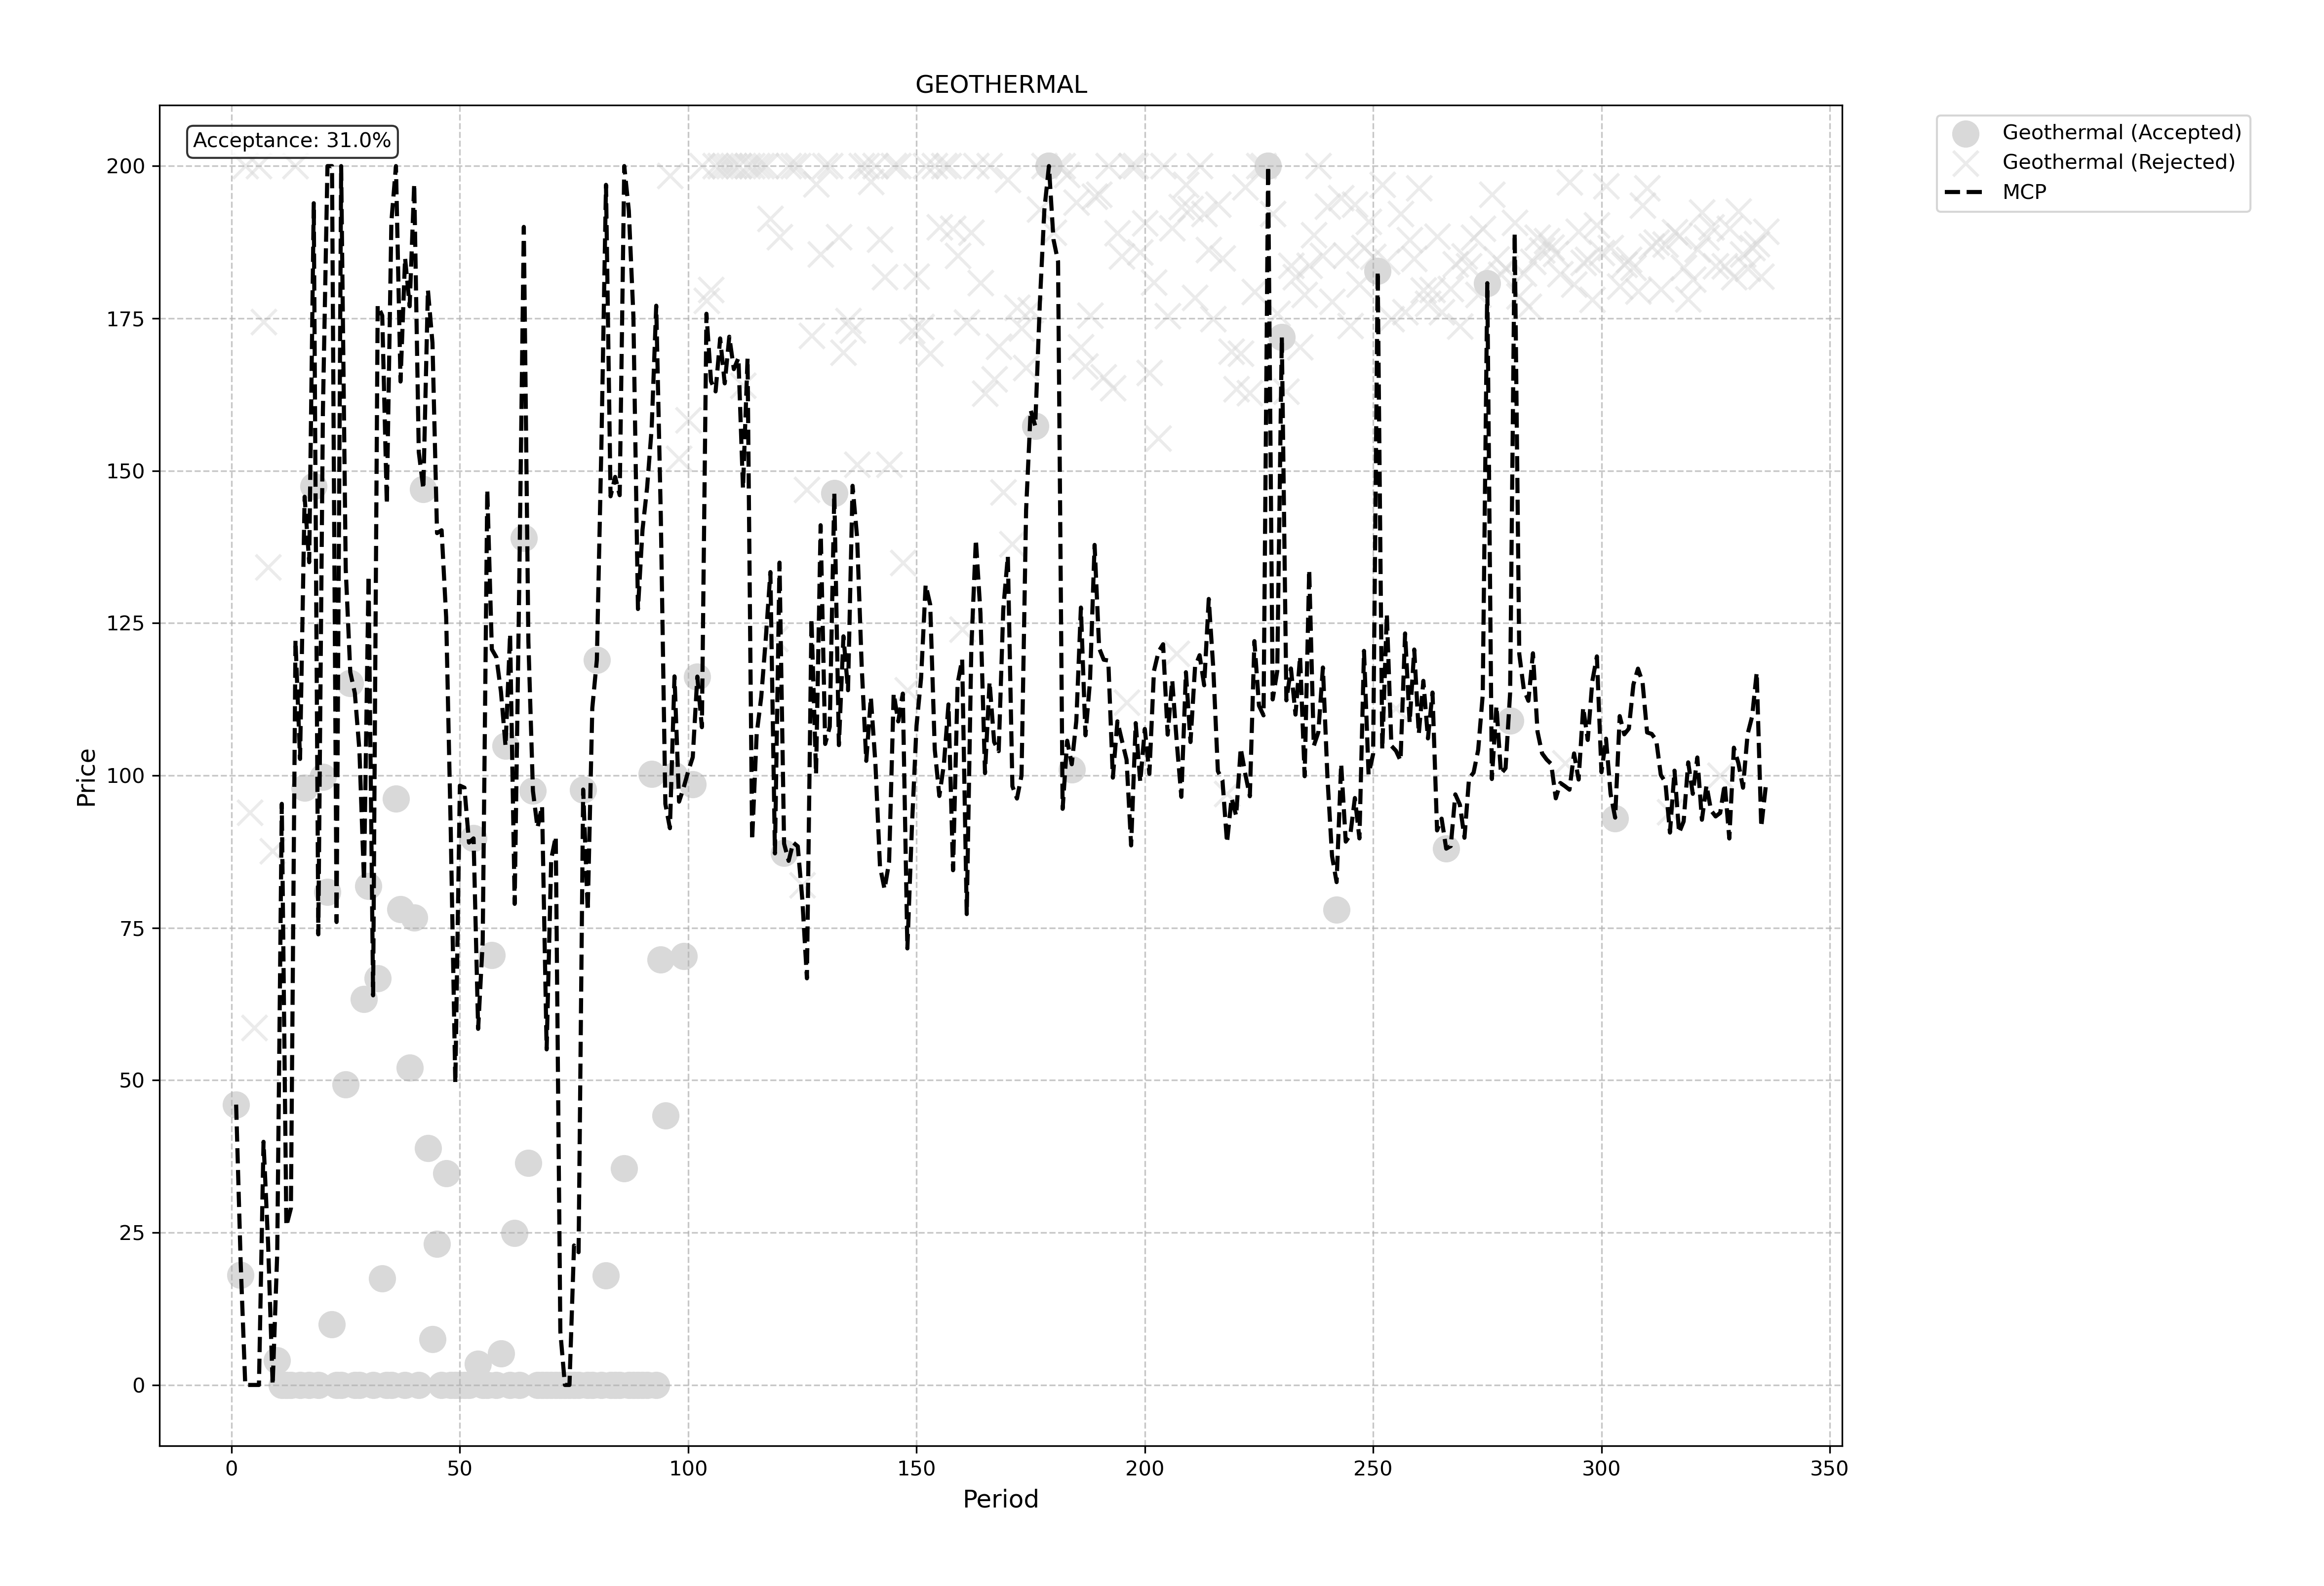 GEOTHERMAL
Acceptance: 31.0%
Geothermal (Accepted)
Geothermal (Rejected)
MCP
Price
200
175
150
125
100
75
50
25
0
0 50 100 150 200 250 300 350
Period